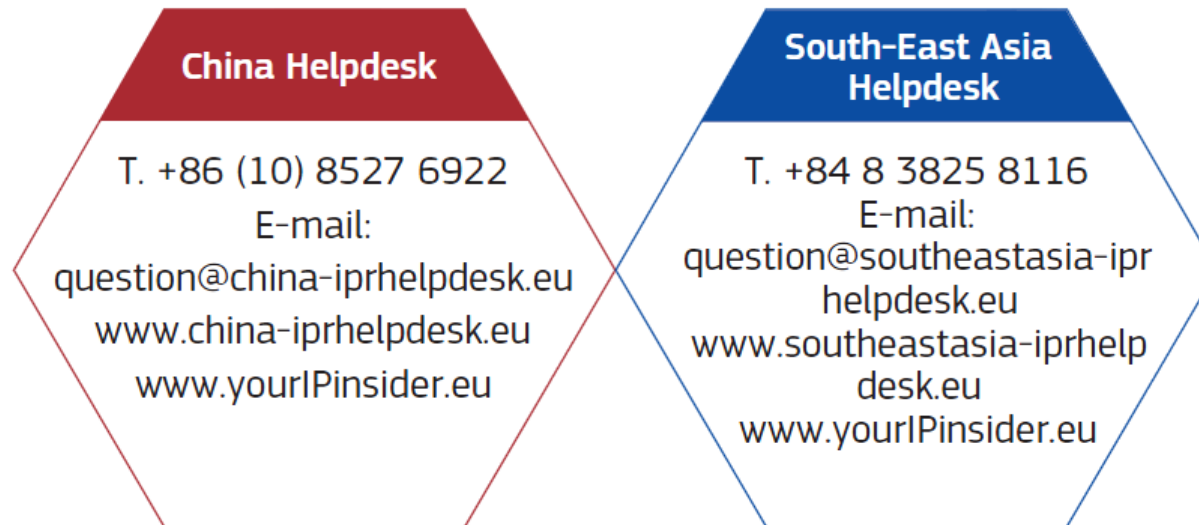 China Helpdesk
T. +86 (10) 8527 6922
E-mail:
question@china-iprhelpdesk.eu
www.china-iprhelpdesk.eu
www.yourIPinsider.eu
South-East Asia
Helpdesk
T. +84 8 3825 8116
E-mail:
question@southeastasia-ipr
helpdesk.eu
www.southeastasia-iprhelp
desk.eu
www.yourIPinsider.eu